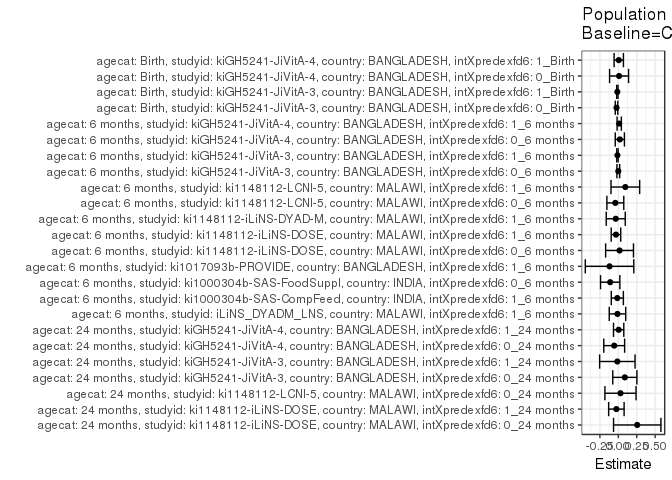 Population
Baseline=C
agecat: Birth, studyid: kiGH5241-JiVitA-4, country: BANGLADESH, intXpredexfd6: 1_Birth
agecat: Birth, studyid: kiGH5241-JiVitA-4, country: BANGLADESH, intXpredexfd6: 0_Birth
agecat: Birth, studyid: kiGH5241-JiVitA-3, country: BANGLADESH, intXpredexfd6: 1_Birth
agecat: Birth, studyid: kiGH5241-JiVitA-3, country: BANGLADESH, intXpredexfd6: 0_Birth
agecat: 6 months, studyid: kiGH5241-JiVitA-4, country: BANGLADESH, intXpredexfd6: 1_6 months
agecat: 6 months, studyid: kiGH5241-JiVitA-4, country: BANGLADESH, intXpredexfd6: 0_6 months
agecat: 6 months, studyid: kiGH5241-JiVitA-3, country: BANGLADESH, intXpredexfd6: 1_6 months
agecat: 6 months, studyid: kiGH5241-JiVitA-3, country: BANGLADESH, intXpredexfd6: 0_6 months
agecat: 6 months, studyid: ki1148112-LCNI-5, country: MALAWI, intXpredexfd6: 1_6 months
agecat: 6 months, studyid: ki1148112-LCNI-5, country: MALAWI, intXpredexfd6: 0_6 months
agecat: 6 months, studyid: ki1148112-iLiNS-DYAD-M, country: MALAWI, intXpredexfd6: 1_6 months
agecat: 6 months, studyid: ki1148112-iLiNS-DOSE, country: MALAWI, intXpredexfd6: 1_6 months
agecat: 6 months, studyid: ki1148112-iLiNS-DOSE, country: MALAWI, intXpredexfd6: 0_6 months
agecat: 6 months, studyid: ki1017093b-PROVIDE, country: BANGLADESH, intXpredexfd6: 1_6 months
agecat: 6 months, studyid: ki1000304b-SAS-FoodSuppl, country: INDIA, intXpredexfd6: 0_6 months
agecat: 6 months, studyid: ki1000304b-SAS-CompFeed, country: INDIA, intXpredexfd6: 1_6 months
agecat: 6 months, studyid: iLiNS_DYADM_LNS, country: MALAWI, intXpredexfd6: 1_6 months
agecat: 24 months, studyid: kiGH5241-JiVitA-4, country: BANGLADESH, intXpredexfd6: 1_24 months
agecat: 24 months, studyid: kiGH5241-JiVitA-4, country: BANGLADESH, intXpredexfd6: 0_24 months
agecat: 24 months, studyid: kiGH5241-JiVitA-3, country: BANGLADESH, intXpredexfd6: 1_24 months
agecat: 24 months, studyid: kiGH5241-JiVitA-3, country: BANGLADESH, intXpredexfd6: 0_24 months
agecat: 24 months, studyid: ki1148112-LCNI-5, country: MALAWI, intXpredexfd6: 0_24 months
agecat: 24 months, studyid: ki1148112-iLiNS-DOSE, country: MALAWI, intXpredexfd6: 1_24 months
agecat: 24 months, studyid: ki1148112-iLiNS-DOSE, country: MALAWI, intXpredexfd6: 0_24 months
-0.25 0.00 0.25 0.50
Estimate